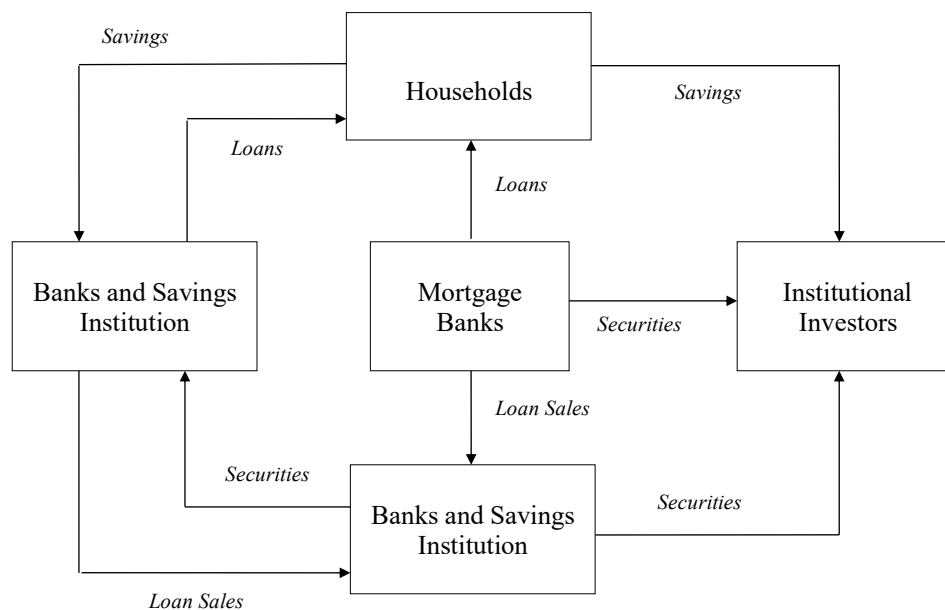 Savings
Households
Savings
Loans
Loans
Banks and Savings
Institution
Mortgage
Banks
Institutional
Investors
Securities
Loan Sales
Securities
Banks and Savings
Institution
Securities
Loan Sales